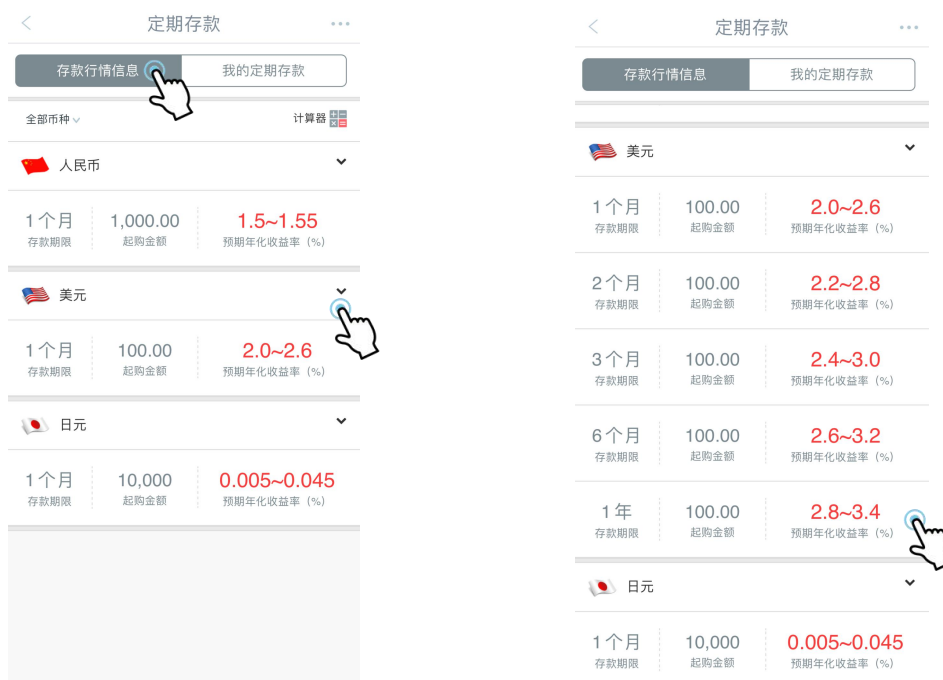 定期存款
存款行情信息
我的定期存款
全部币种
计算器
人民币
1个月 1,000.00 1.5~1.55
存款期限 起购金额 预期年化收益率（%）
美元
1个月 100.00 2.0~2.6
存款期限 起购金额 预期年化收益率（%）
日元
1个月 10,000 0.005~0.045
存款期限 起购金额 预期年化收益率（%）
定期存款
存款行情信息
我的定期存款
美元
1个月 100.00 2.0~2.6
存款期限 起购金额 预期年化收益率（%）
2个月 100.00 2.2~2.8
存款期限 起购金额 预期年化收益率（%）
3个月 100.00 2.4~3.0
存款期限 起购金额 预期年化收益率（%）
6个月 100.00 2.6~3.2
存款期限 起购金额 预期年化收益率（%）
1年 100.00 2.8~3.4
存款期限 起购金额 预期年化收益率（%）
日元
1个月 10,000 0.005~0.045
存款期限 起购金额 预期年化收益率（%）